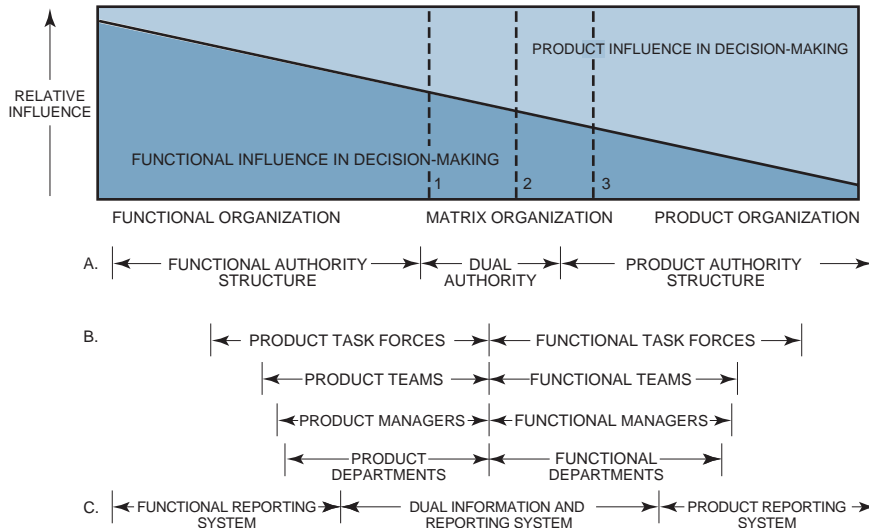 RELATIVE
INFLUENCE
PRODUCT INFLUENCE IN DECISION-MAKING
FUNCTIONAL INFLUENCE IN DECISION-MAKING
1
2
3
FUNCTIONAL ORGANIZATION
MATRIX ORGANIZATION
PRODUCT ORGANIZATION
A.
FUNCTIONAL AUTHORITY
STRUCTURE
DUAL
AUTHORITY
PRODUCT AUTHORITY
STRUCTURE
B.
PRODUCT TASK FORCES
FUNCTIONAL TASK FORCES
PRODUCT TEAMS
FUNCTIONAL TEAMS
PRODUCT MANAGERS
FUNCTIONAL MANAGERS
PRODUCT
DEPARTMENTS
FUNCTIONAL
DEPARTMENTS
C.
FUNCTIONAL REPORTING
SYSTEM
DUAL INFORMATION AND
REPORTING SYSTEM
PRODUCT REPORTING
SYSTEM